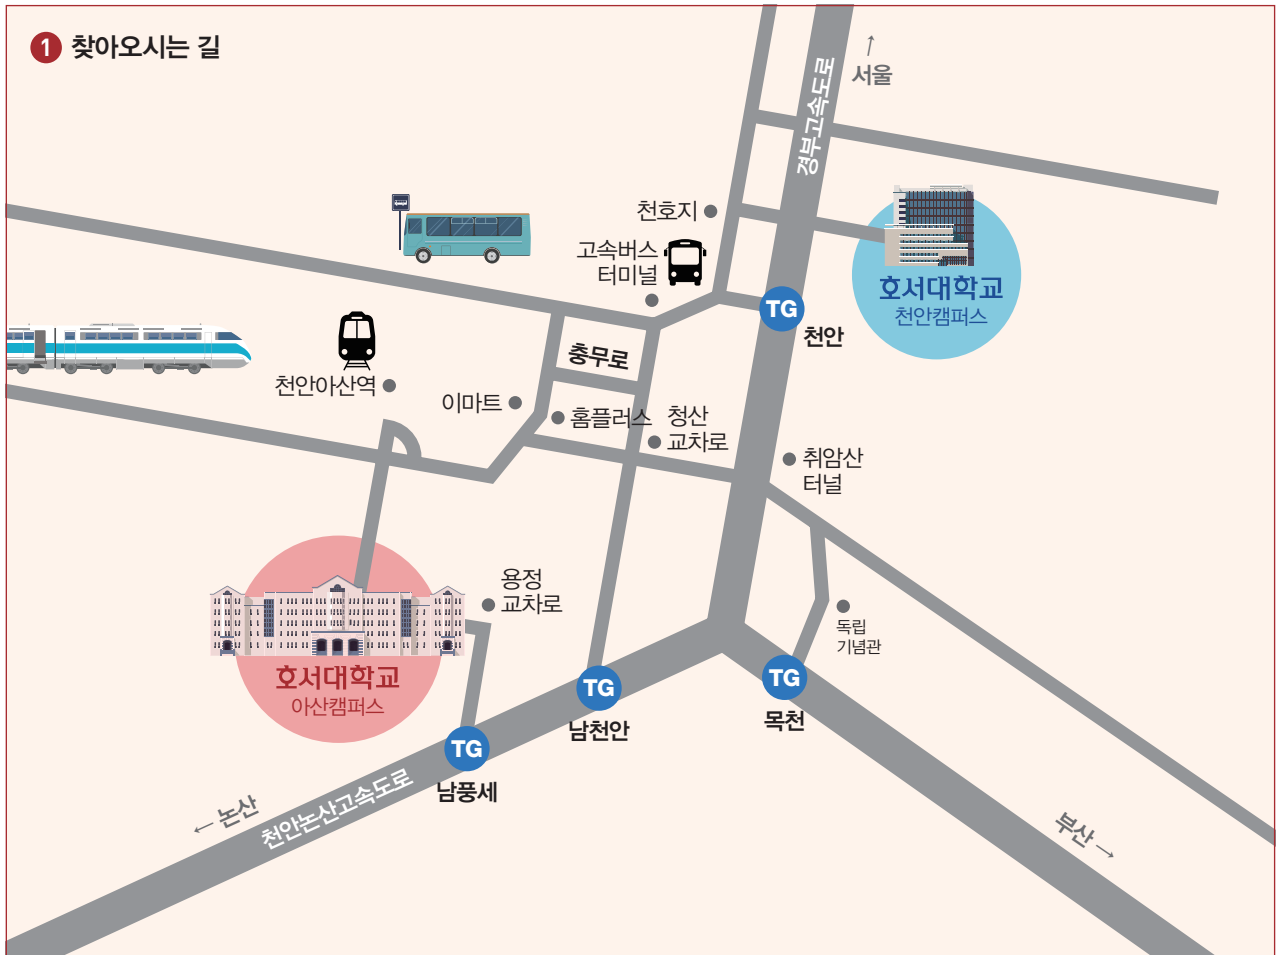 1 찾아오시는 길
↑
서울
경부고속도로
천호지
고속버스
터미널
호서대학교
천안캠퍼스
TG
천안
충무로
천안아산역
이마트
홈플러스
청산
교차로
취암산
터널
용정
교차로
독립
기념관
호서대학교
아산캠퍼스
TG
남천안
TG
목천
TG
남풍세
천안논산고속도로
← 논산
부산 →